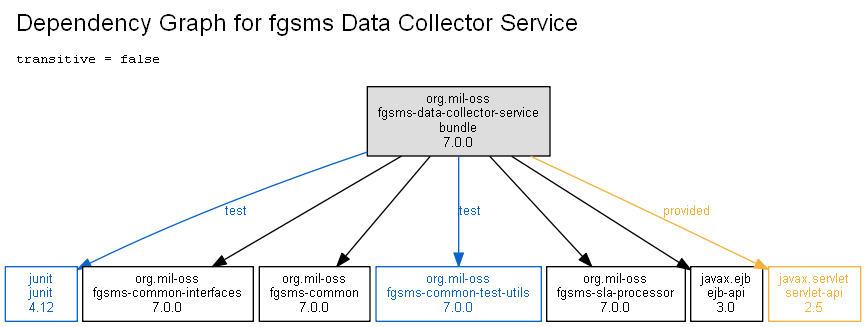 Dependency Graph for fgsms Data Collector Service
transitive = false
org.mil-oss
fgsms-data-collector-service
bundle
7.0.0
test
test
provided
junit
junit
4.12
org.mil-oss
fgsms-common-interfaces
7.0.0
org.mil-oss
fgsms-common
7.0.0
org.mil-oss
fgsms-common-test-utils
7.0.0
org.mil-oss
fgsms-sla-processor
7.0.0
javax.ejb
ejb-api
3.0
javax.servlet
servlet-api
2.5